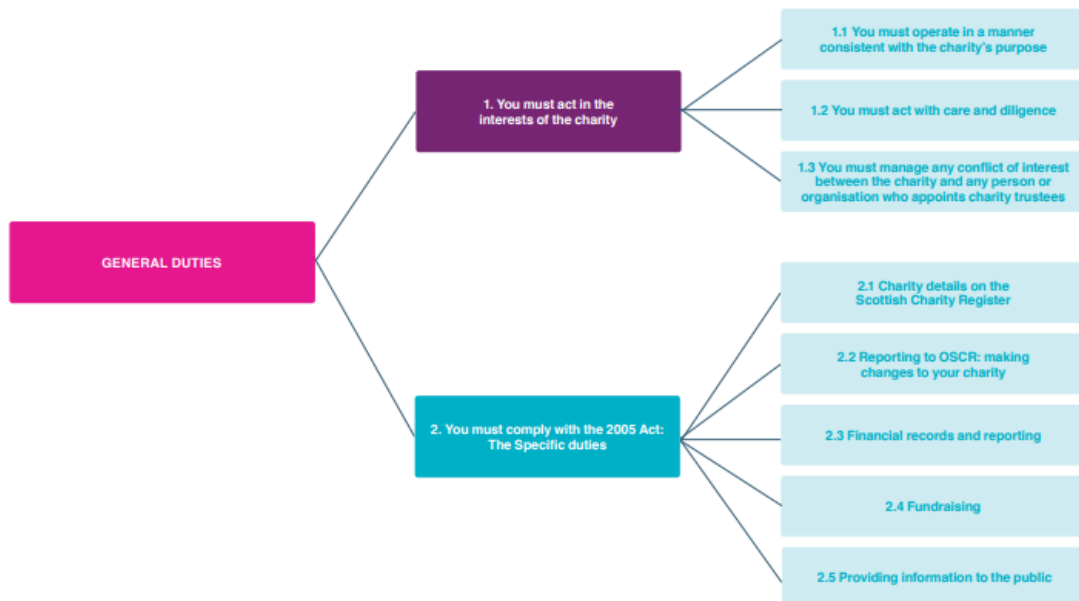 GENERAL DUTIES
1. You must act in the
interests of the charity
1.1 You must operate in a manner
consistent with the charity's purpose
1.2 You must act with care and diligence
1.3 You must manage any conflict of interest
between the charity and any person or
organisation who appoints charity trustees
2. You must comply with the 2005 Act:
The Specific duties
2.1 Charity details on the
Scottish Charity Register
2.2 Reporting to OSCR: making
changes to your charity
2.3 Financial records and reporting
2.4 Fundraising
2.5 Providing information to the public